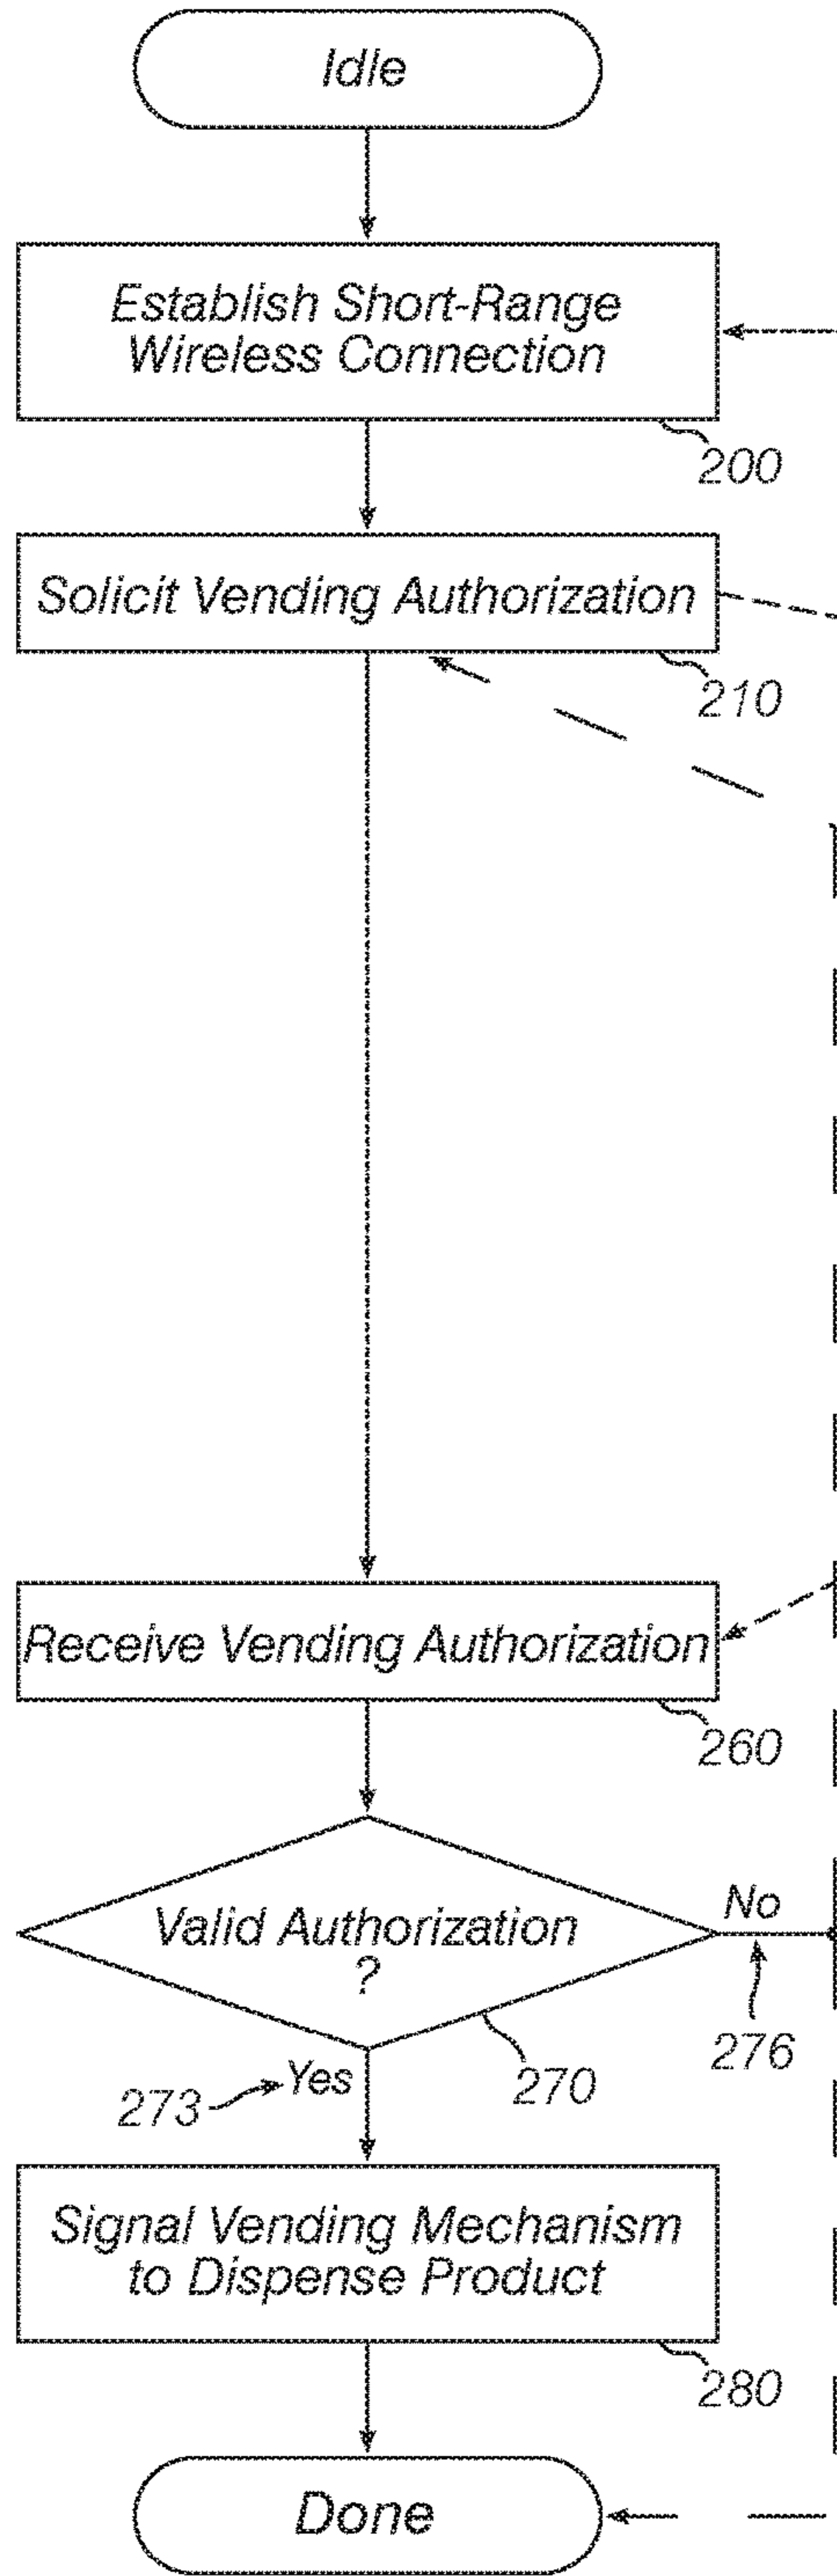 Idle
Establish Short-Range
Wireless Connection
200
Solicit Vending Authorization
210
Receive Vending Authorization
260
Valid Authorization
?
No
276
270
273
Yes
Signal Vending Mechanism
to Dispense Product
280
Done